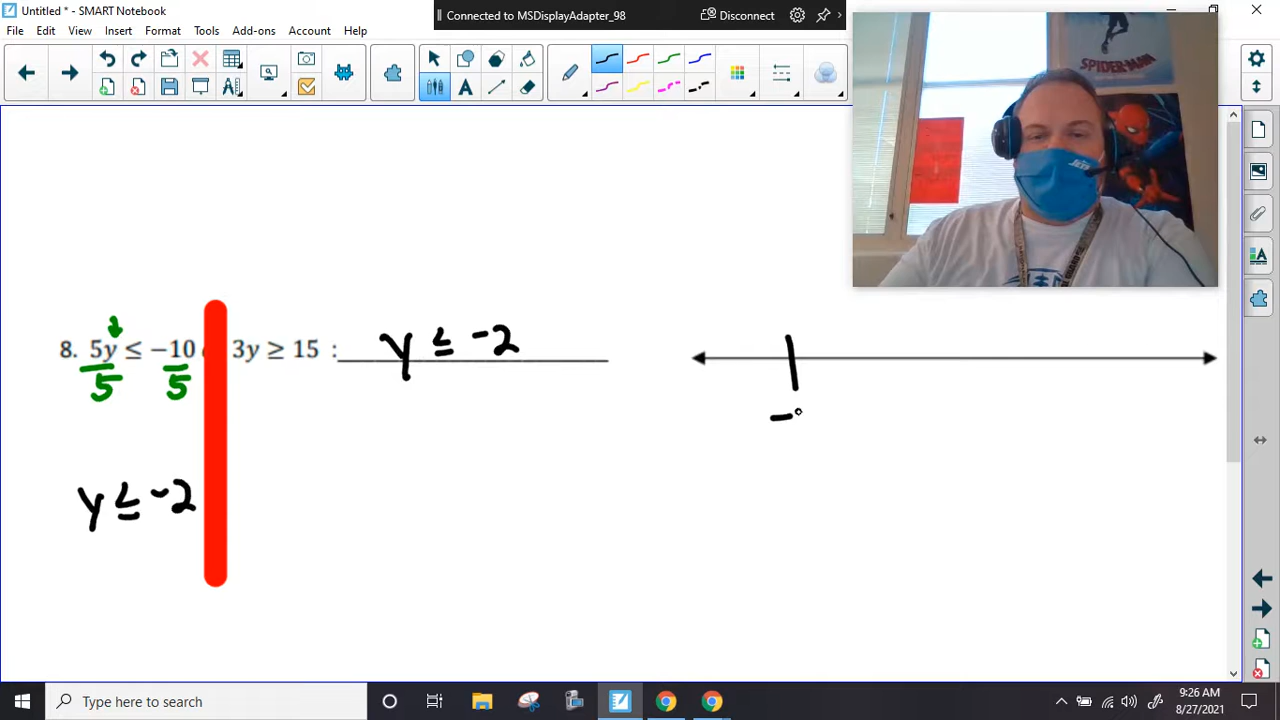 Untitled * - SMART Notebook
Connected to MSDisplayAdapter_98
Disconnect
File Edit View Insert Format Tools Add-ons Account Help
SPIDER-MAN
JETS
8. 5y ≤ −10
3y ≥ 15 :
y ≤ -2
5 5
y ≤ -2
−
Type here to search
9:26 AM
8/27/2021